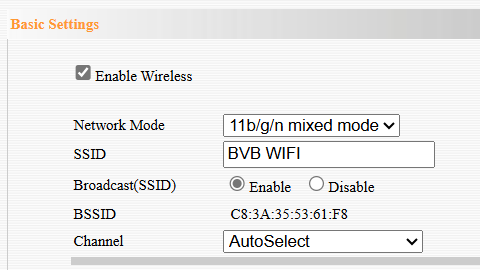 Basic Settings
Enable Wireless
Network Mode 11b/g/n mixed mode
SSID BVB WIFI
Broadcast(SSID) Enable Disable
BSSID C8:3A:35:53:61:F8
Channel AutoSelect